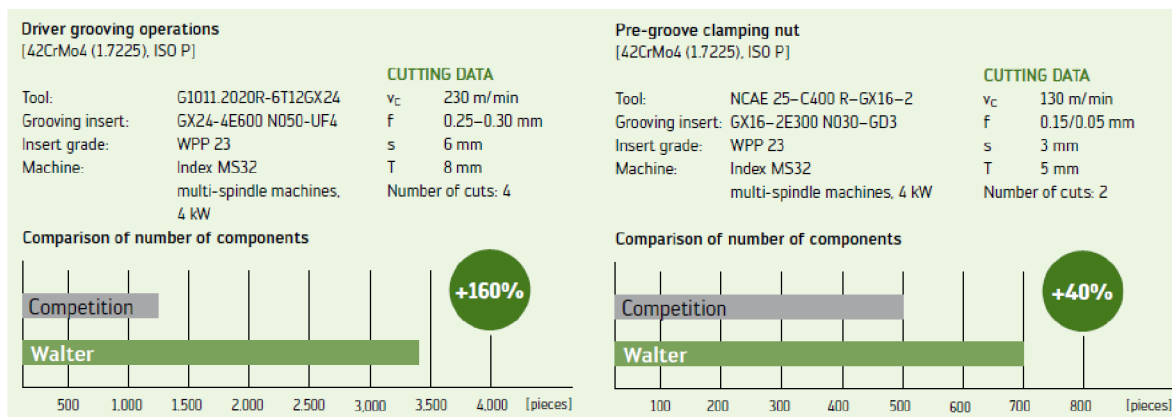 Driver grooving operations
[42CrMo4 (1.7225), ISO P]
CUTTING DATA
Tool: G1011.2020R-6T12GX24 vC 230 m/min
Grooving insert: GX24-4E600 N050-UF4 f 0.25–0.30 mm
Insert grade: WPP 23 s 6 mm
Machine: Index MS32 T 8 mm
multi-spindle machines, Number of cuts: 4
4 kW
Comparison of number of components
+160%
Competition
Walter
500 1.000 1.500 2.000 2.500 3,000 3.500 4.000 [pieces]
Pre-groove clamping nut
[42CrMo4 (1.7225), ISO P]
CUTTING DATA
Tool: NCAE 25–C400 R–GX16–2 vC 130 m/min
Grooving insert: GX16–2E300 N030–GD3 f 0.15/0.05 mm
Insert grade: WPP 23 s 3 mm
Machine: Index MS32 T 5 mm
multi-spindle machines, 4 kW Number of cuts: 2
Comparison of number of components
+40%
Competition
Walter
100 200 300 400 500 600 700 800 [pieces]